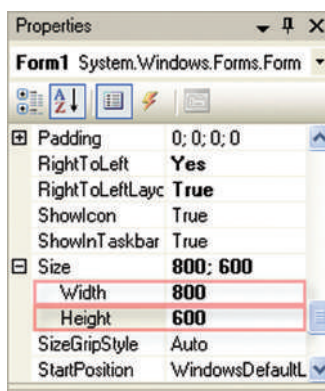 Properties
Form1 System.Windows.Forms.Form
Padding 0; 0; 0; 0
RightToLeft Yes
RightToLeftLayc True
ShowIcon True
ShowInTaskbar True
Size 800; 600
Width 800
Height 600
SizeGripStyle Auto
StartPosition WindowsDefaultL